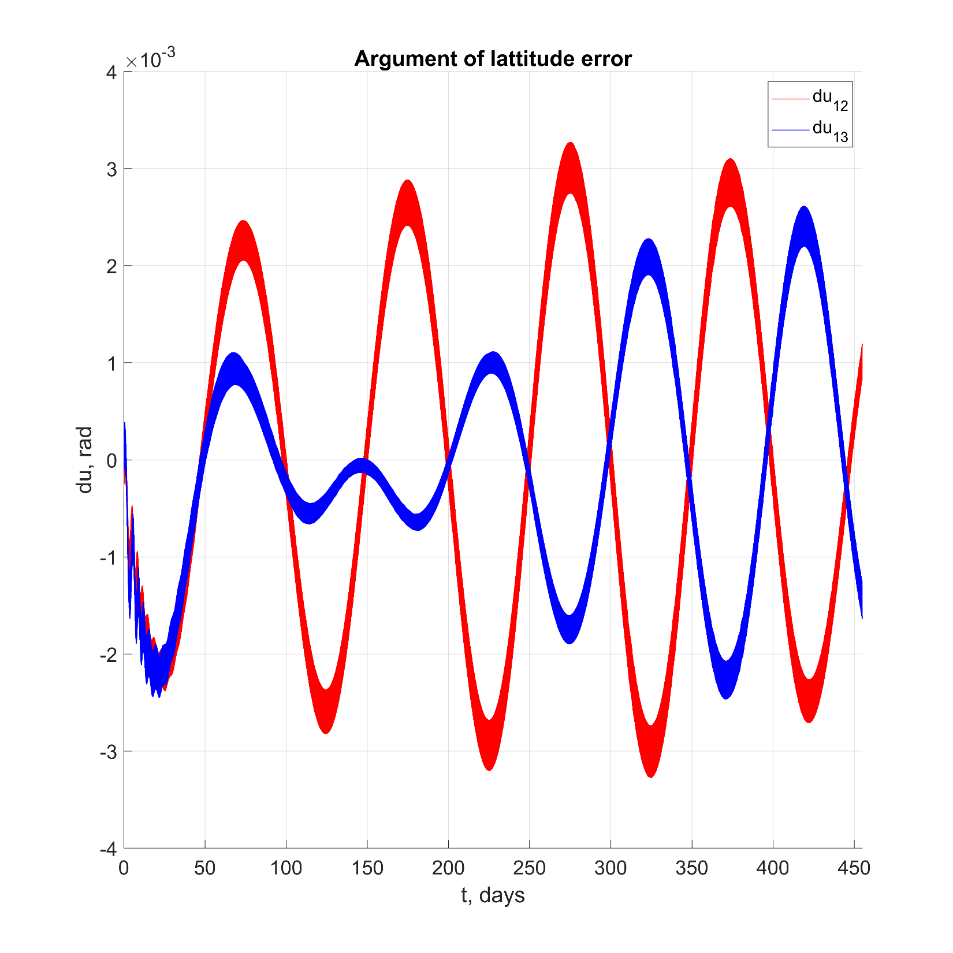 Argument of lattitude error
×10⁻³
du₁₂
du₁₃
4
3
2
1
0
-1
-2
-3
-4
du, rad
0 50 100 150 200 250 300 350 400 450
t, days